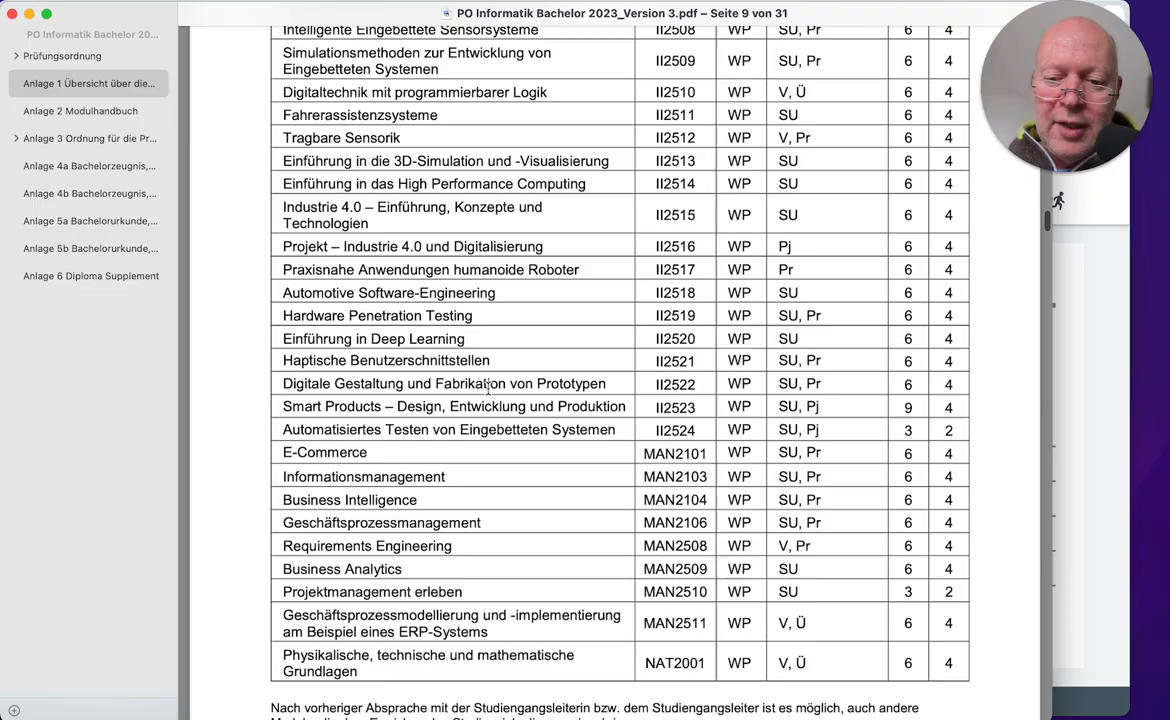 PO Informatik Bachelor 2023_Version 3.pdf – Seite 9 von 31
PO Informatik Bachelor 20...
Prüfungsordnung
Anlage 1 Übersicht über die...
Anlage 2 Modulhandbuch
Anlage 3 Ordnung für die Pr...
Anlage 4a Bachelorzeugnis,...
Anlage 4b Bachelorzeugnis,...
Anlage 5a Bachelorurkunde,...
Anlage 5b Bachelorurkunde,...
Anlage 6 Diploma Supplement
Intelligente Eingebettete Sensorsysteme II2508 WP SU, Pr 6 4
Simulationsmethoden zur Entwicklung von
Eingebetteten Systemen II2509 WP SU, Pr 6 4
Digitaltechnik mit programmierbarer Logik II2510 WP V, Ü 6 4
Fahrerassistenzsysteme II2511 WP SU 6 4
Tragbare Sensorik II2512 WP V, Pr 6 4
Einführung in die 3D-Simulation und -Visualisierung II2513 WP SU 6 4
Einführung in das High Performance Computing II2514 WP SU 6 4
Industrie 4.0 – Einführung, Konzepte und
Technologien II2515 WP SU 6 4
Projekt – Industrie 4.0 und Digitalisierung II2516 WP Pj 6 4
Praxisnahe Anwendungen humanoide Roboter II2517 WP Pr 6 4
Automotive Software-Engineering II2518 WP SU 6 4
Hardware Penetration Testing II2519 WP SU, Pr 6 4
Einführung in Deep Learning II2520 WP SU 6 4
Haptische Benutzerschnittstellen II2521 WP SU, Pr 6 4
Digitale Gestaltung und Fabrikation von Prototypen II2522 WP SU, Pr 6 4
Smart Products – Design, Entwicklung und Produktion II2523 WP SU, Pj 9 4
Automatisiertes Testen von Eingebetteten Systemen II2524 WP SU, Pj 3 2
E-Commerce MAN2101 WP SU, Pr 6 4
Informationsmanagement MAN2103 WP SU, Pr 6 4
Business Intelligence MAN2104 WP SU, Pr 6 4
Geschäftsprozessmanagement MAN2106 WP SU, Pr 6 4
Requirements Engineering MAN2508 WP V, Pr 6 4
Business Analytics MAN2509 WP SU 6 4
Projektmanagement erleben MAN2510 WP SU 3 2
Geschäftsprozessmodellierung und -implementierung
am Beispiel eines ERP-Systems MAN2511 WP V, Ü 6 4
Physikalische, technische und mathematische
Grundlagen NAT2001 WP V, Ü 6 4
Nach vorheriger Absprache mit der Studiengangsleiterin bzw. dem Studiengangsleiter ist es möglich, auch andere